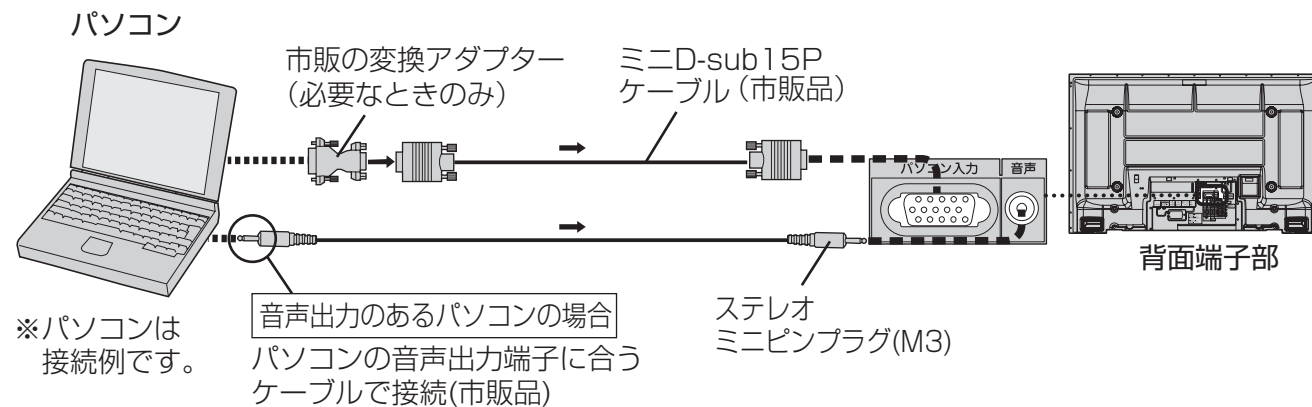 パソコン
市販の変換アダプター
（必要なときのみ）
ミニD-sub15P
ケーブル（市販品）
パソコン入力
音声
背面端子部
※パソコンは
接続例です。
音声出力のあるパソコンの場合
パソコンの音声出力端子に合う
ケーブルで接続(市販品)
ステレオ
ミニピンプラグ(M3)